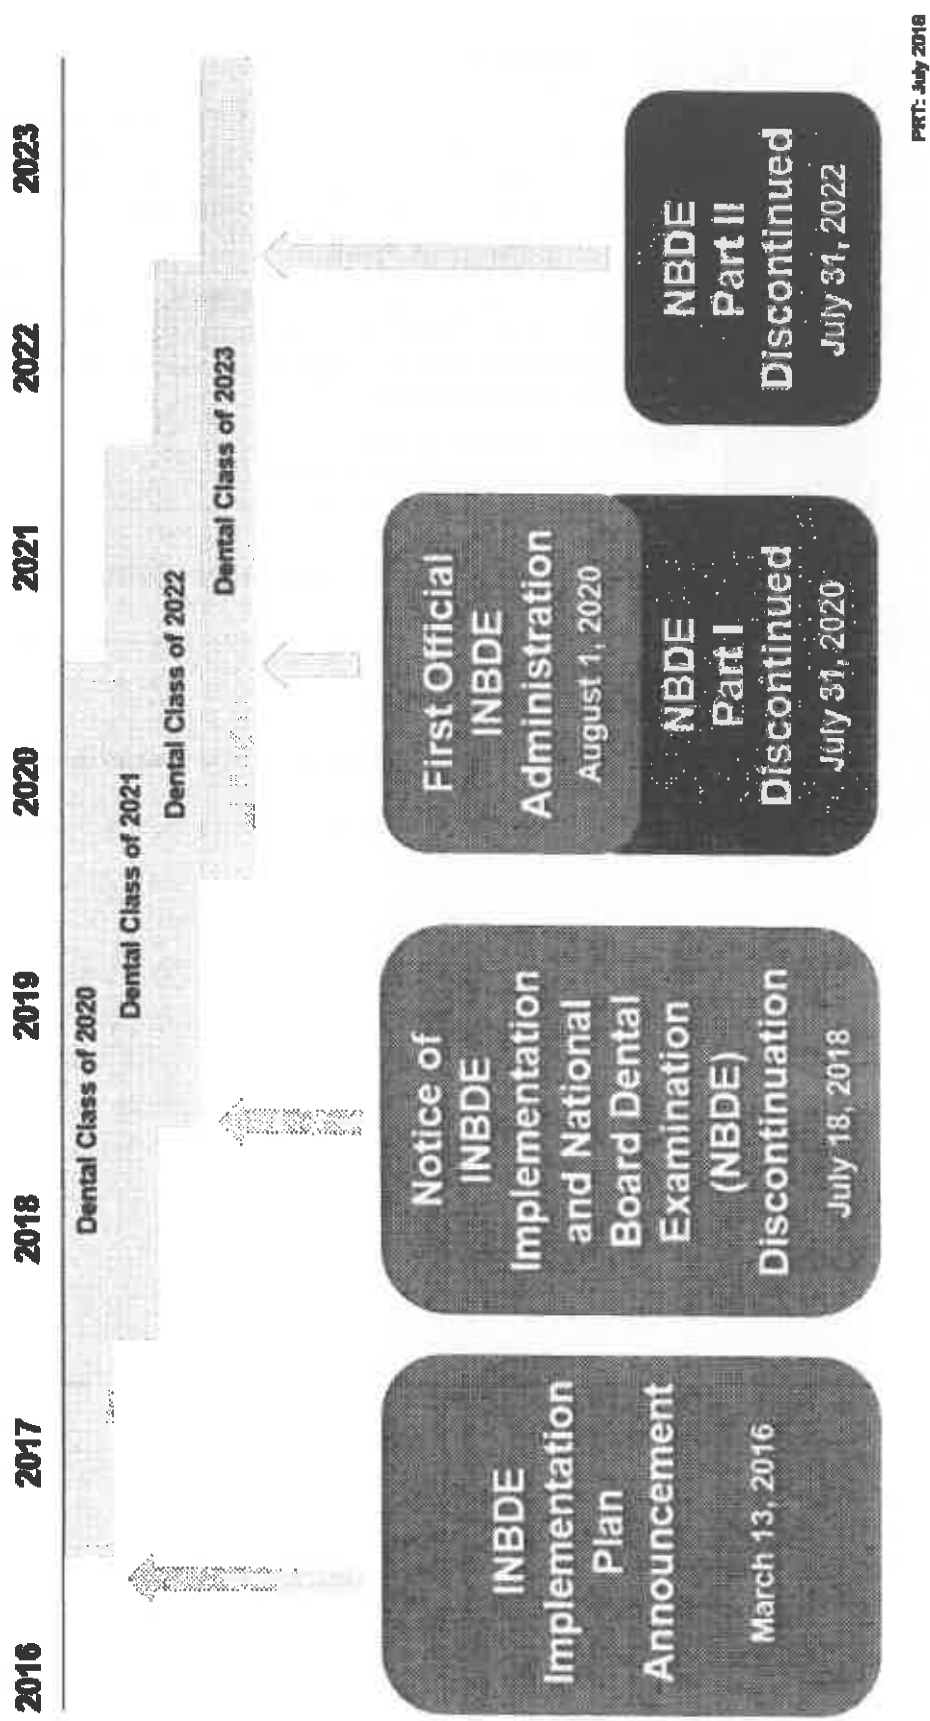 2016 2017 2018 2019 2020 2021 2022 2023
Dental Class of 2020
Dental Class of 2021
Dental Class of 2022
Dental Class of 2023
INBDE
Implementation
Plan
Announcement
March 13, 2016
Notice of
INBDE
Implementation
and National
Board Dental
Examination
(NBDE)
Discontinuation
July 18, 2018
First Official
INBDE
Administration
August 1, 2020
NBDE
Part I
Discontinued
July 31, 2020
NBDE
Part II
Discontinued
July 31, 2022
PRT: July 2018